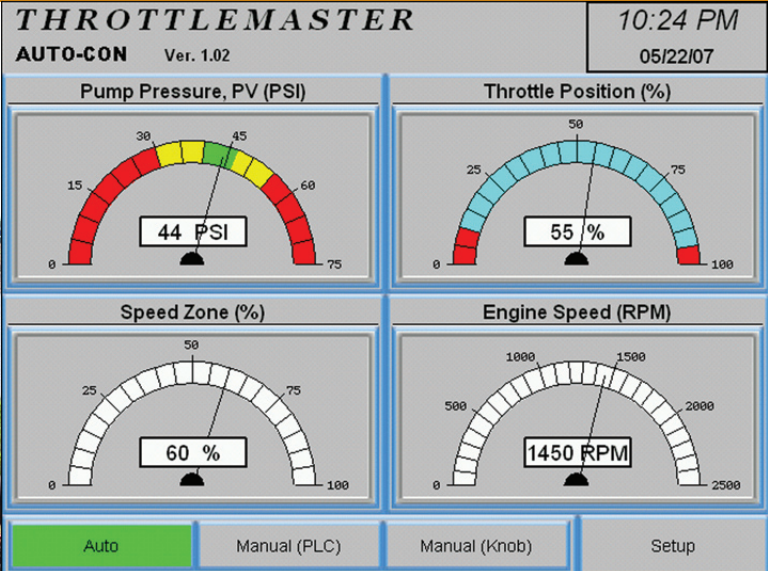 THROTTLEMASTER
AUTO-CON Ver. 1.02
10:24 PM
05/22/07
Pump Pressure, PV (PSI)
0 15 30 45 60 75
44 PSI
Throttle Position (%)
0 25 50 75 100
55 %
Speed Zone (%)
0 25 50 75 100
60 %
Engine Speed (RPM)
0 500 1000 1500 2000 2500
1450 RPM
Auto
Manual (PLC)
Manual (Knob)
Setup